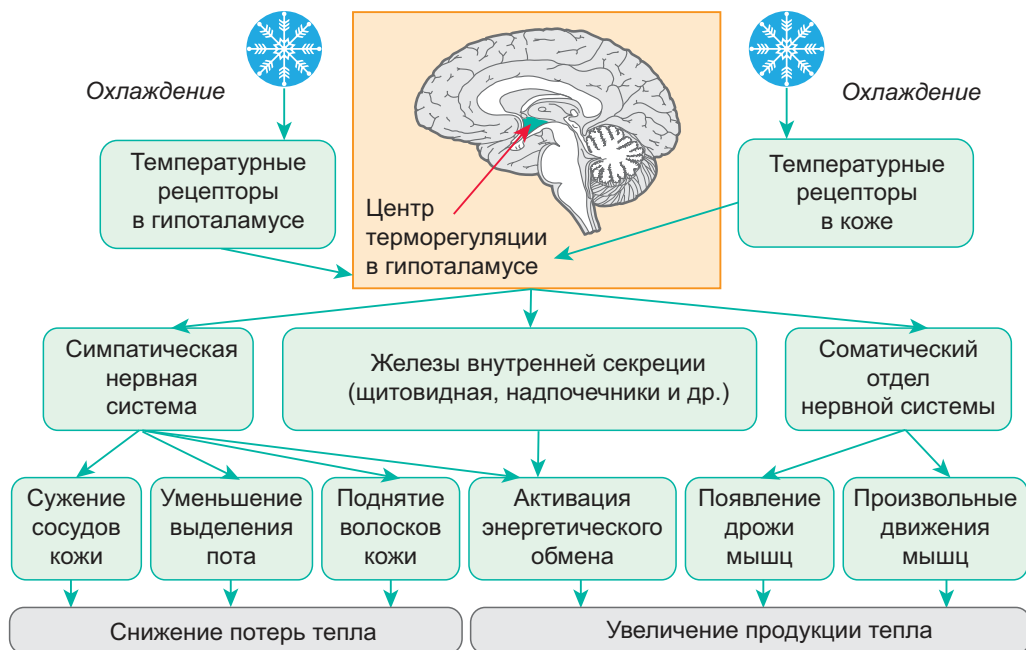 Охлаждение
Охлаждение
Температурные
рецепторы
в гипоталамусе
Центр
терморегуляции
в гипоталамусе
Температурные
рецепторы
в коже
Симпатическая
нервная
система
Железы внутренней секреции
(щитовидная, надпочечники и др.)
Соматический
отдел
нервной системы
Сужение
сосудов
кожи
Уменьшение
выделения
пота
Поднятие
волосков
кожи
Активация
энергетического
обмена
Появление
дрожи
мышц
Произвольные
движения
мышц
Снижение потерь тепла
Увеличение продукции тепла